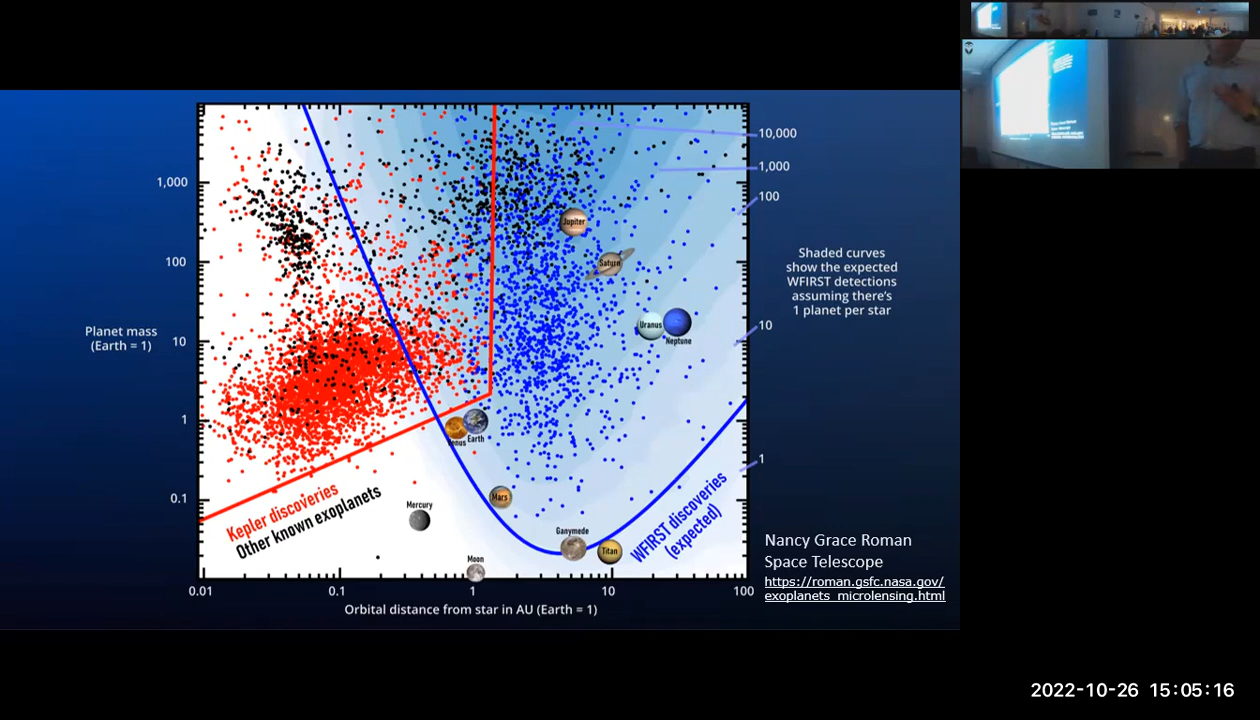 10,000
1,000
100
10
1
1,000
100
10
1
0.1
Planet mass
(Earth = 1)
Shaded curves
show the expected
WFIRST detections
assuming there's
1 planet per star
Jupiter
Saturn
Uranus
Neptune
Earth
Mars
Mercury
Ganymede
Titan
Moon
Kepler discoveries
Other known exoplanets
WFIRST discoveries
(expected)
0.01
0.1
1
10
100
Orbital distance from star in AU (Earth = 1)
Nancy Grace Roman
Space Telescope
https://roman.gsfc.nasa.gov/
exoplanets_microlensing.html
2022-10-26 15:05:16